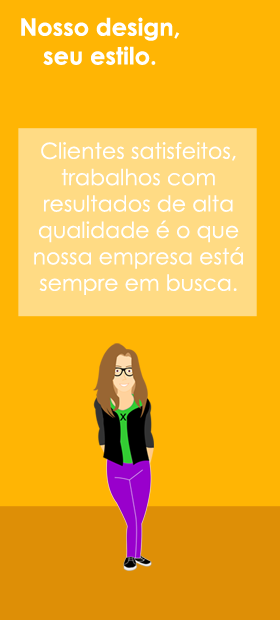 Nosso design,
seu estilo.
Clientes satisfeitos,
trabalhos com
resultados de alta
qualidade é o que
nossa empresa está
sempre em busca.
X